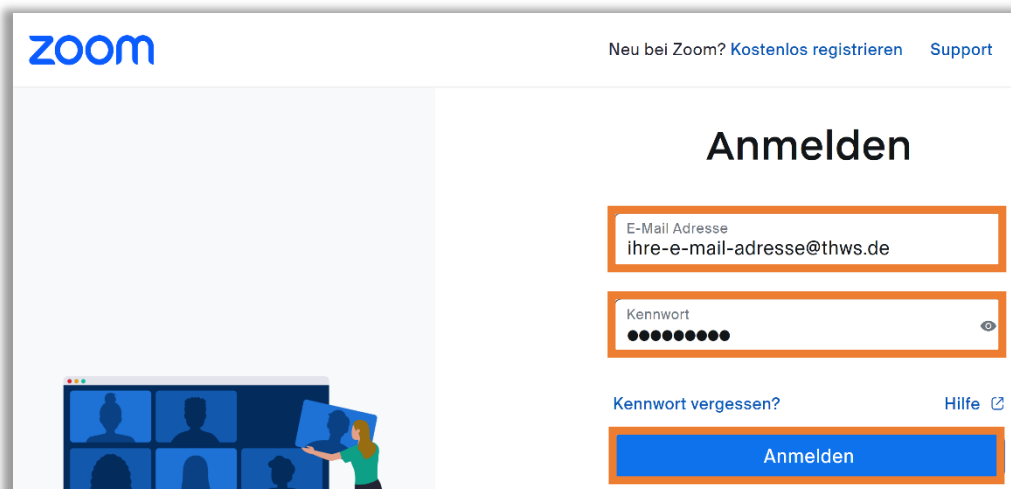 zoom
Neu bei Zoom? Kostenlos registrieren Support
Anmelden
E-Mail Adresse
ihre-e-mail-adresse@thws.de
Kennwort
●●●●●●●●●
Kennwort vergessen? Hilfe
Anmelden